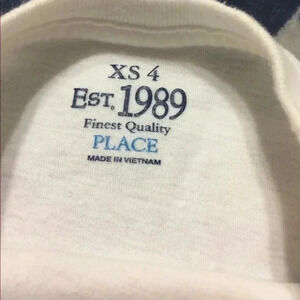 XS 4
EST. 1989
Finest Quality
PLACE
MADE IN VIETNAM